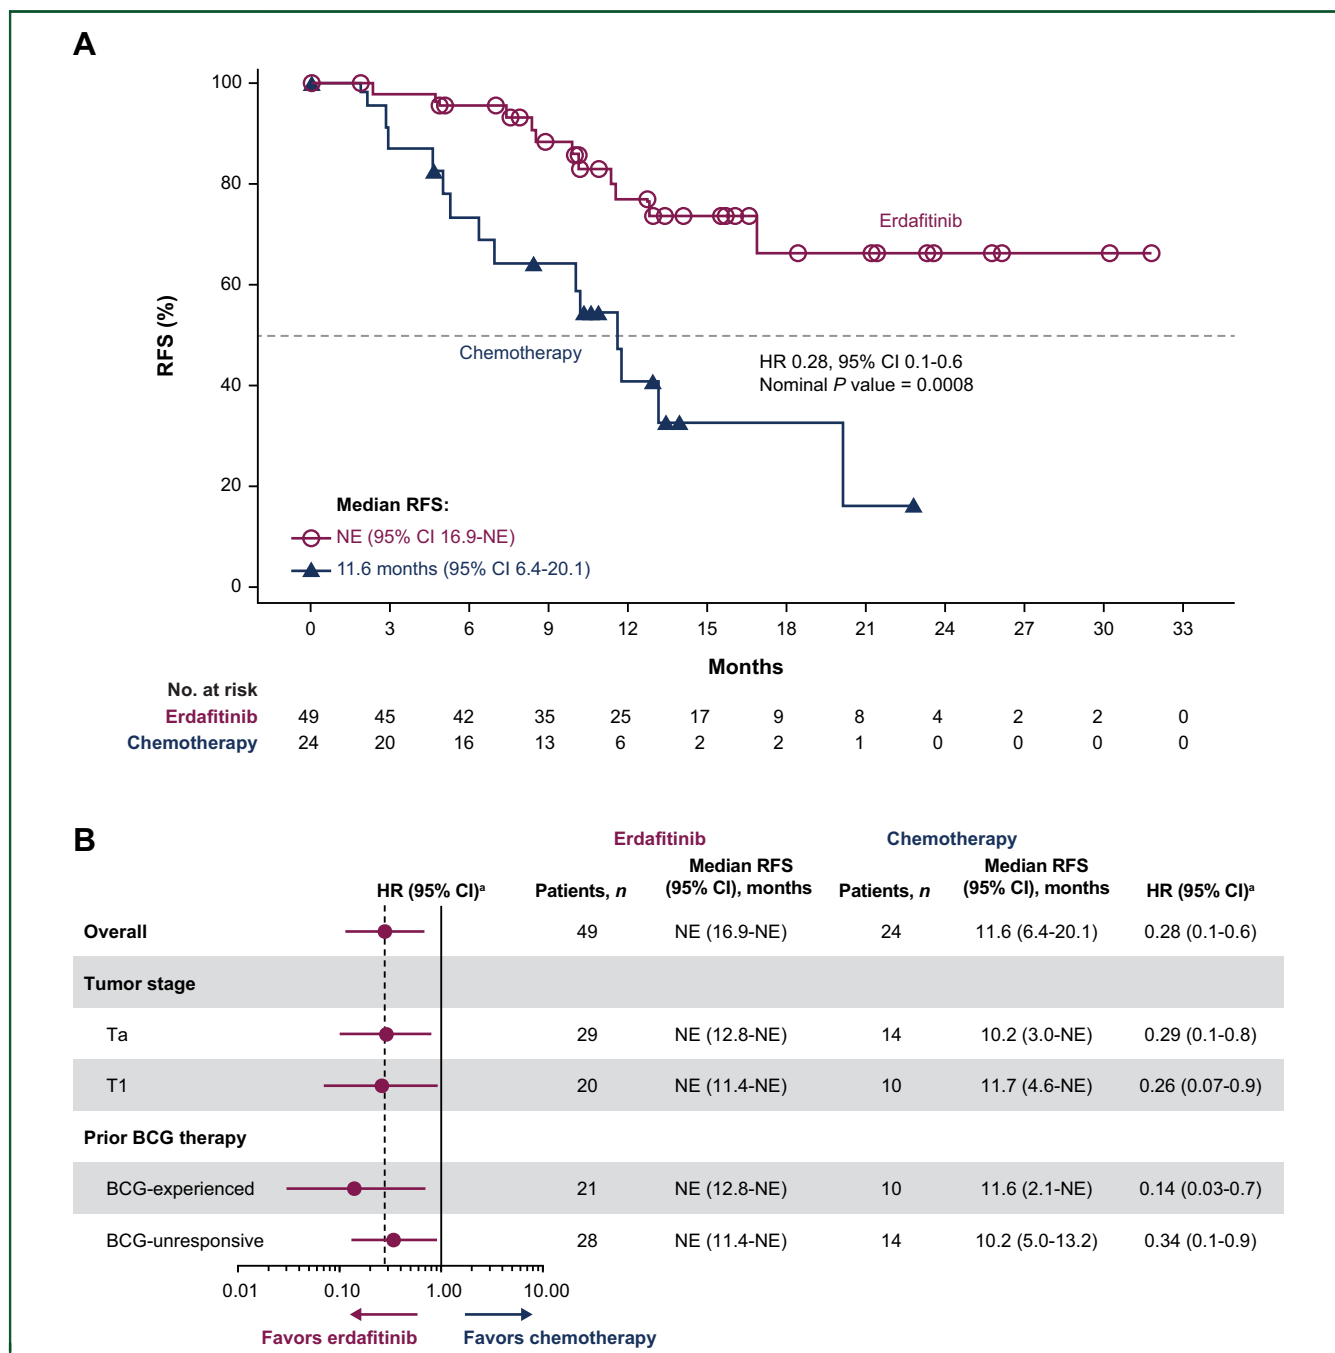 A
100
80
60
40
20
0
RFS (%)
Erdafitinib
Chemotherapy
HR 0.28, 95% CI 0.1-0.6
Nominal P value = 0.0008
Median RFS:
NE (95% CI 16.9-NE)
11.6 months (95% CI 6.4-20.1)
0 3 6 9 12 15 18 21 24 27 30 33
Months
No. at risk
Erdafitinib 49 45 42 35 25 17 9 8 4 2 2 0
Chemotherapy 24 20 16 13 6 2 2 1 0 0 0 0
B
Erdafitinib Chemotherapy
HR (95% CI)ᵃ Patients, n Median RFS (95% CI), months Patients, n Median RFS (95% CI), months HR (95% CI)ᵃ
Overall 49 NE (16.9-NE) 24 11.6 (6.4-20.1) 0.28 (0.1-0.6)
Tumor stage
Ta 29 NE (12.8-NE) 14 10.2 (3.0-NE) 0.29 (0.1-0.8)
T1 20 NE (11.4-NE) 10 11.7 (4.6-NE) 0.26 (0.07-0.9)
Prior BCG therapy
BCG-experienced 21 NE (12.8-NE) 10 11.6 (2.1-NE) 0.14 (0.03-0.7)
BCG-unresponsive 28 NE (11.4-NE) 14 10.2 (5.0-13.2) 0.34 (0.1-0.9)
0.01 0.10 1.00 10.00
Favors erdafitinib Favors chemotherapy